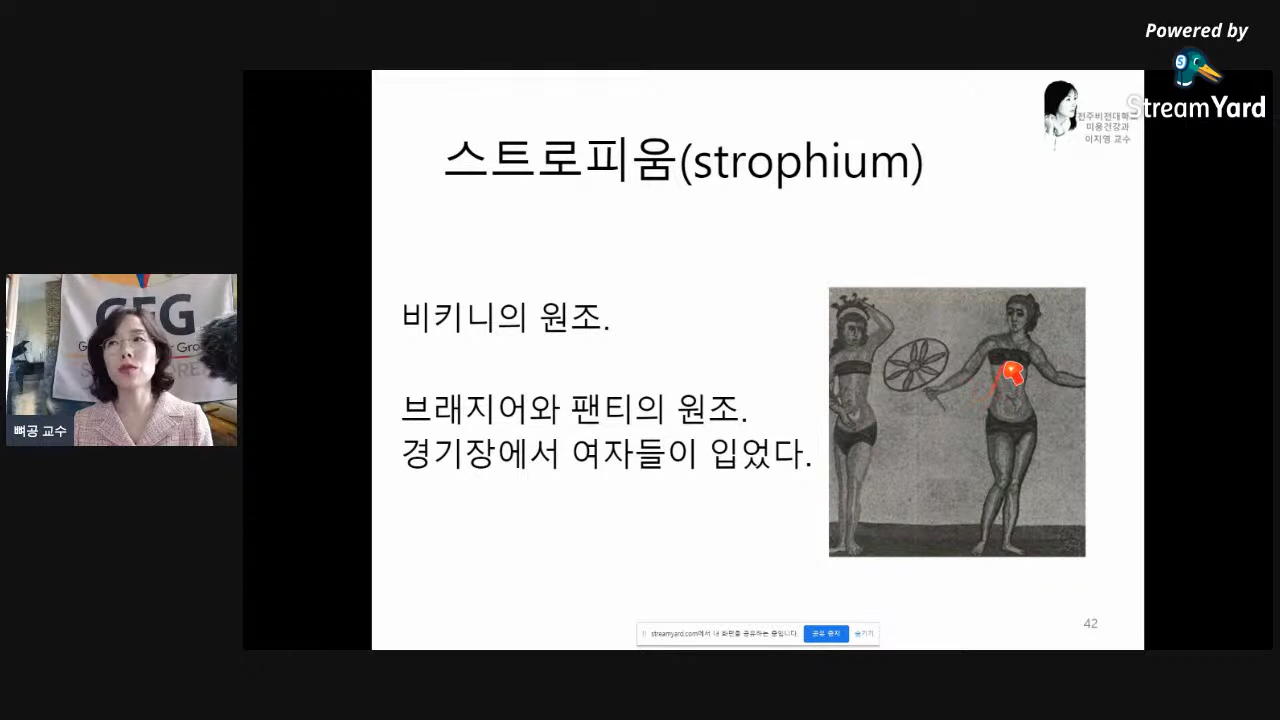 Powered by
StreamYard
전주비전대학교
미용건강과
이지영 교수
스트로피움(strophium)
비키니의 원조.
브래지어와 팬티의 원조.
경기장에서 여자들이 입었다.
GEG
뼈공 교수
streamyard.com에서 내 화면을 공유하는 중입니다.
공유 중지
숨기기
42